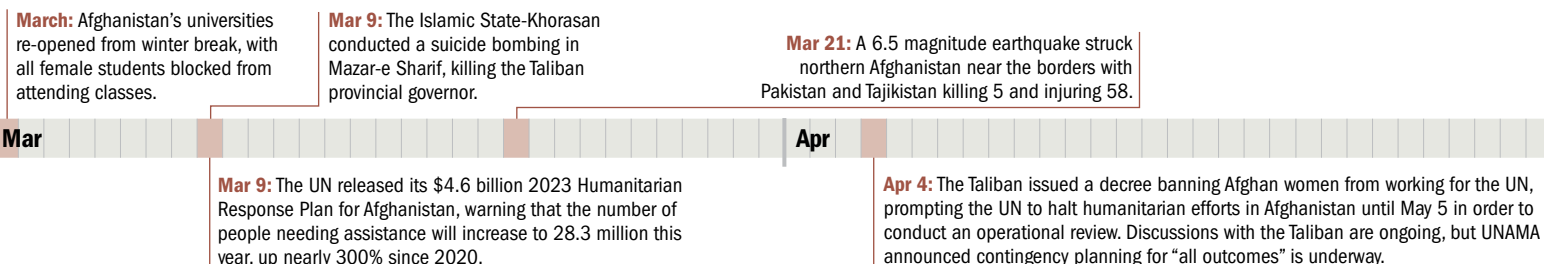 March: Afghanistan's universities
re-opened from winter break, with
all female students blocked from
attending classes.
Mar 9: The Islamic State-Khorasan
conducted a suicide bombing in
Mazar-e Sharif, killing the Taliban
provincial governor.
Mar 21: A 6.5 magnitude earthquake struck
northern Afghanistan near the borders with
Pakistan and Tajikistan killing 5 and injuring 58.
Mar
Apr
Mar 9: The UN released its $4.6 billion 2023 Humanitarian
Response Plan for Afghanistan, warning that the number of
people needing assistance will increase to 28.3 million this
year, up nearly 300% since 2020.
Apr 4: The Taliban issued a decree banning Afghan women from working for the UN,
prompting the UN to halt humanitarian efforts in Afghanistan until May 5 in order to
conduct an operational review. Discussions with the Taliban are ongoing, but UNAMA
announced contingency planning for “all outcomes” is underway.